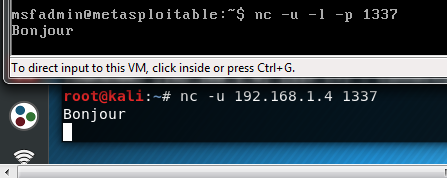 msfadmin@metasploitable:~$ nc -u -l -p 1337
Bonjour
To direct input to this VM, click inside or press Ctrl+G.
root@kali:~# nc -u 192.168.1.4 1337
Bonjour